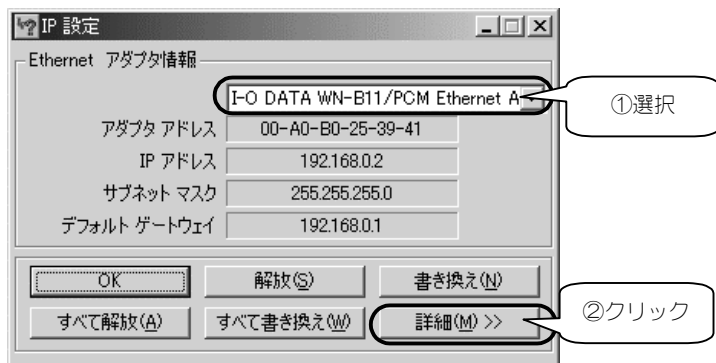 IP 設定
Ethernet アダプタ情報
I-O DATA WN-B11/PCM Ethernet A
①選択
アダプタ アドレス 00-A0-B0-25-39-41
IP アドレス 192.168.0.2
サブネット マスク 255.255.255.0
デフォルト ゲートウェイ 192.168.0.1
OK 解放(S) 書き換え(N)
すべて解放(A) すべて書き換え(W) 詳細(M) >>
②クリック